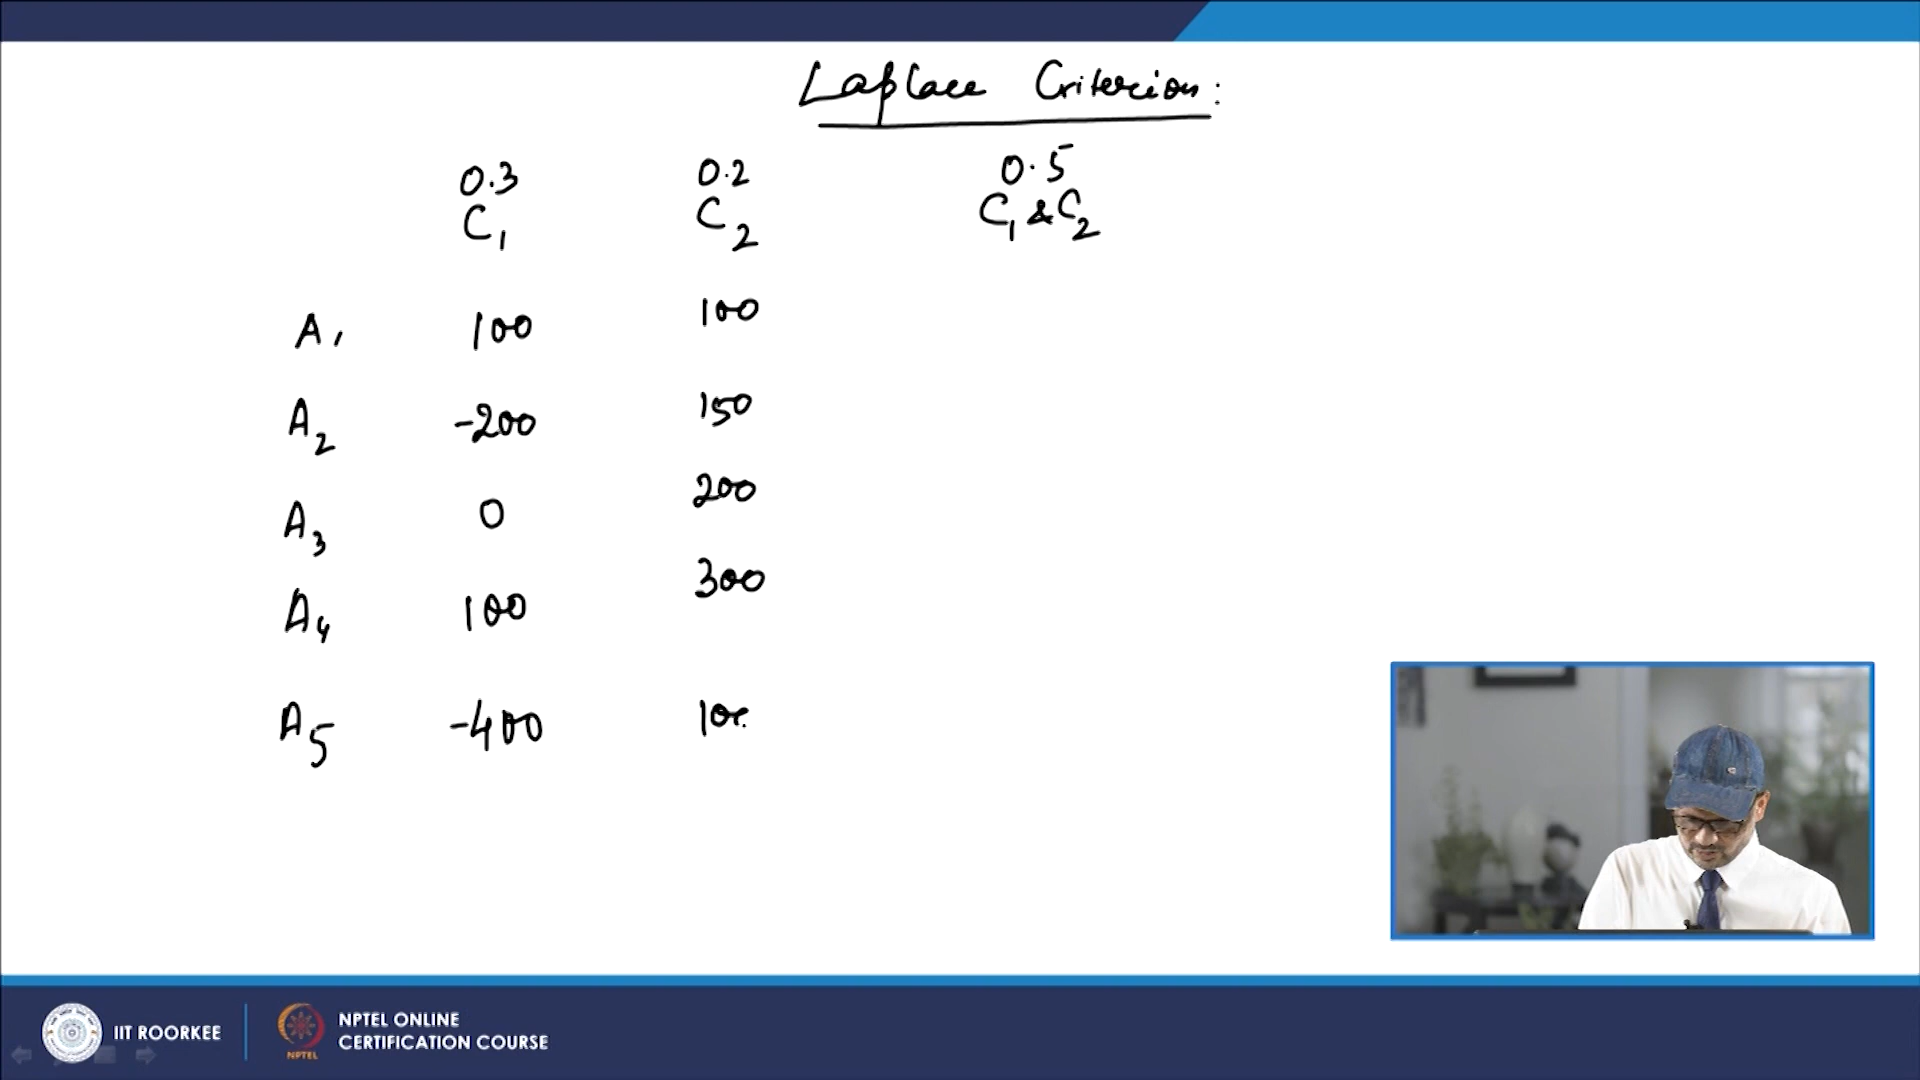 Laplace Criterion:
0.3 0.2 0.5
C1 C2 C1 & C2
A1 100 100
A2 -200 150
A3 0 200
A4 100 300
A5 -400
IIT ROORKEE
NPTEL
NPTEL ONLINE
CERTIFICATION COURSE